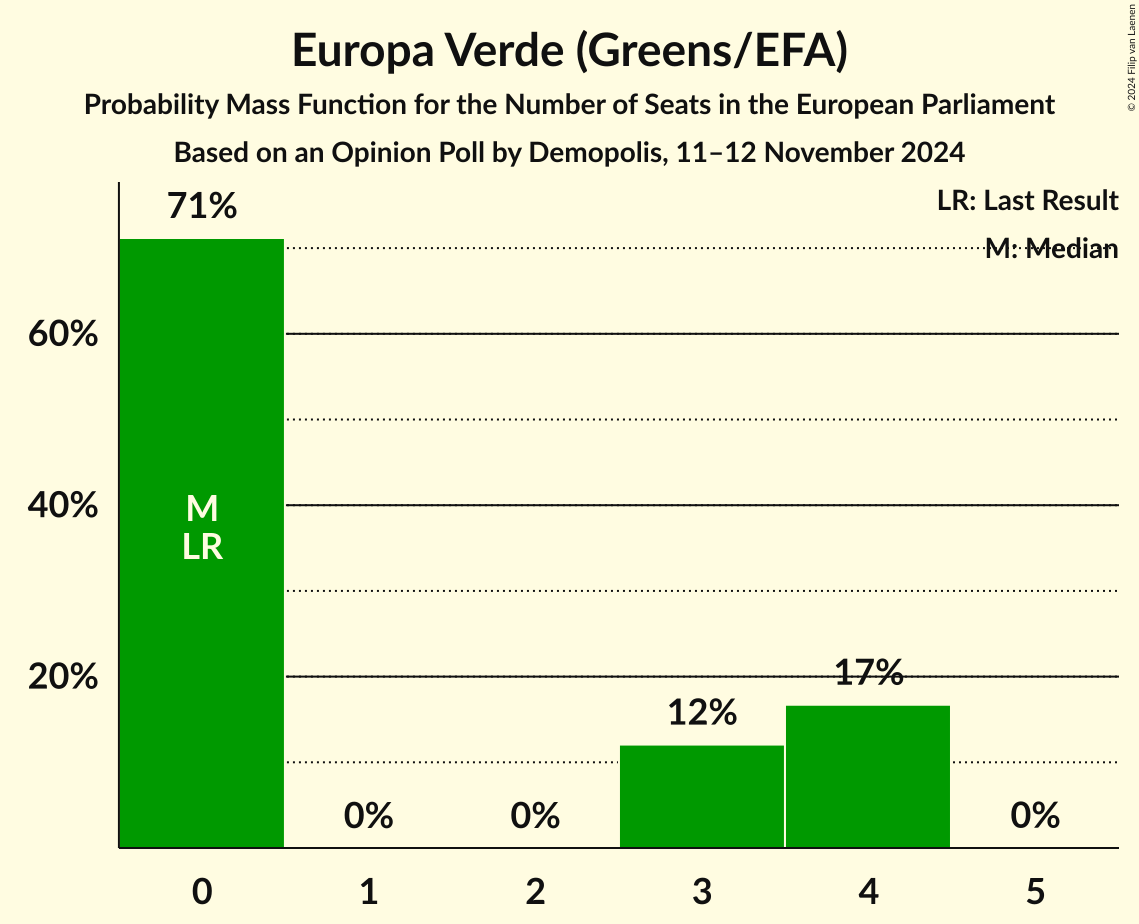 Europa Verde (Greens/EFA)
Probability Mass Function for the Number of Seats in the European Parliament
Based on an Opinion Poll by Demopolis, 11–12 November 2024
© 2024 Filip van Laenen
LR: Last Result
M: Median
71%
60%
40%
20%
M
LR
0%
0%
12%
17%
0%
0 1 2 3 4 5